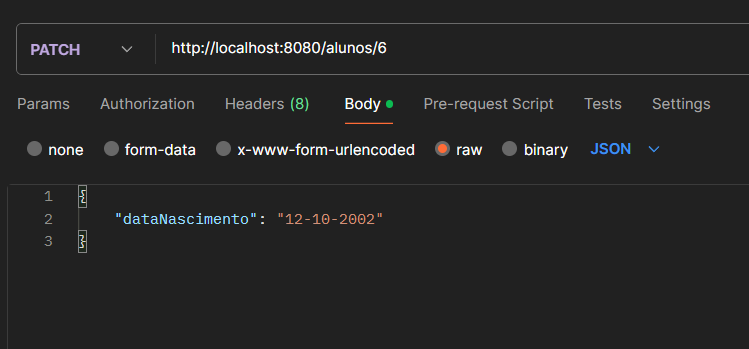 PATCH http://localhost:8080/alunos/6
Params Authorization Headers (8) Body Pre-request Script Tests Settings
none form-data x-www-form-urlencoded raw binary JSON
1 {
2 "dataNascimento": "12-10-2002"
3 }